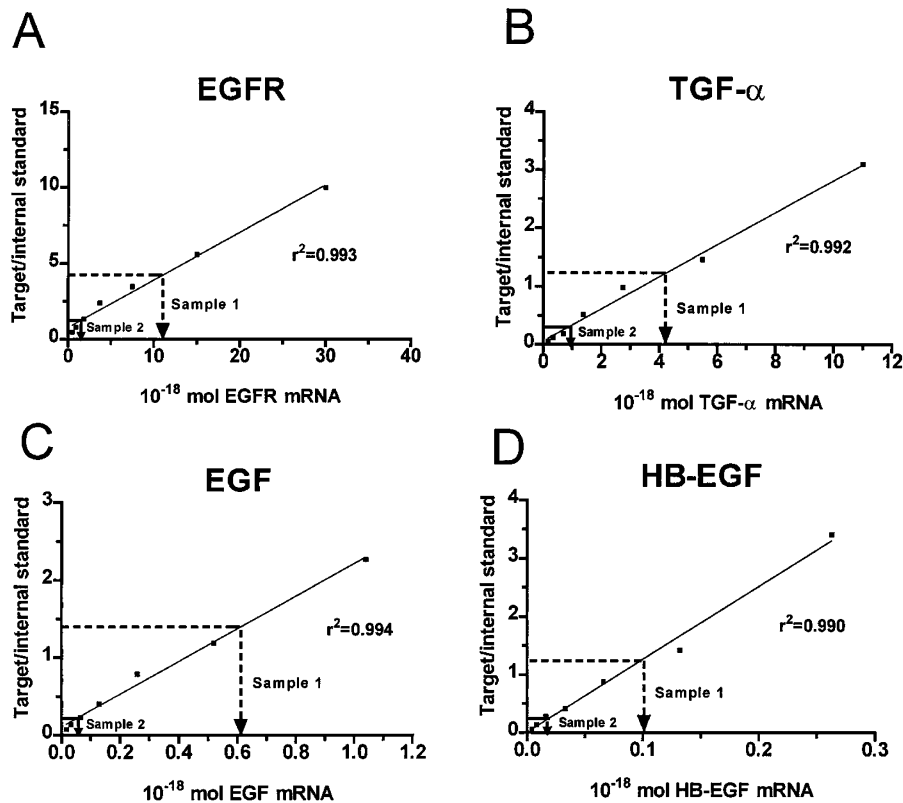 A
EGFR
Target/internal standard
15
10
5
0
r²=0.993
Sample 1
Sample 2
0 10 20 30 40
10⁻¹⁸ mol EGFR mRNA
B
TGF-α
Target/internal standard
4
3
2
1
0
r²=0.992
Sample 1
Sample 2
0 2 4 6 8 10 12
10⁻¹⁸ mol TGF-α mRNA
C
EGF
Target/internal standard
3
2
1
0
r²=0.994
Sample 1
Sample 2
0.0 0.2 0.4 0.6 0.8 1.0 1.2
10⁻¹⁸ mol EGF mRNA
D
HB-EGF
Target/internal standard
4
3
2
1
0
r²=0.990
Sample 1
Sample 2
0.0 0.1 0.2 0.3
10⁻¹⁸ mol HB-EGF mRNA